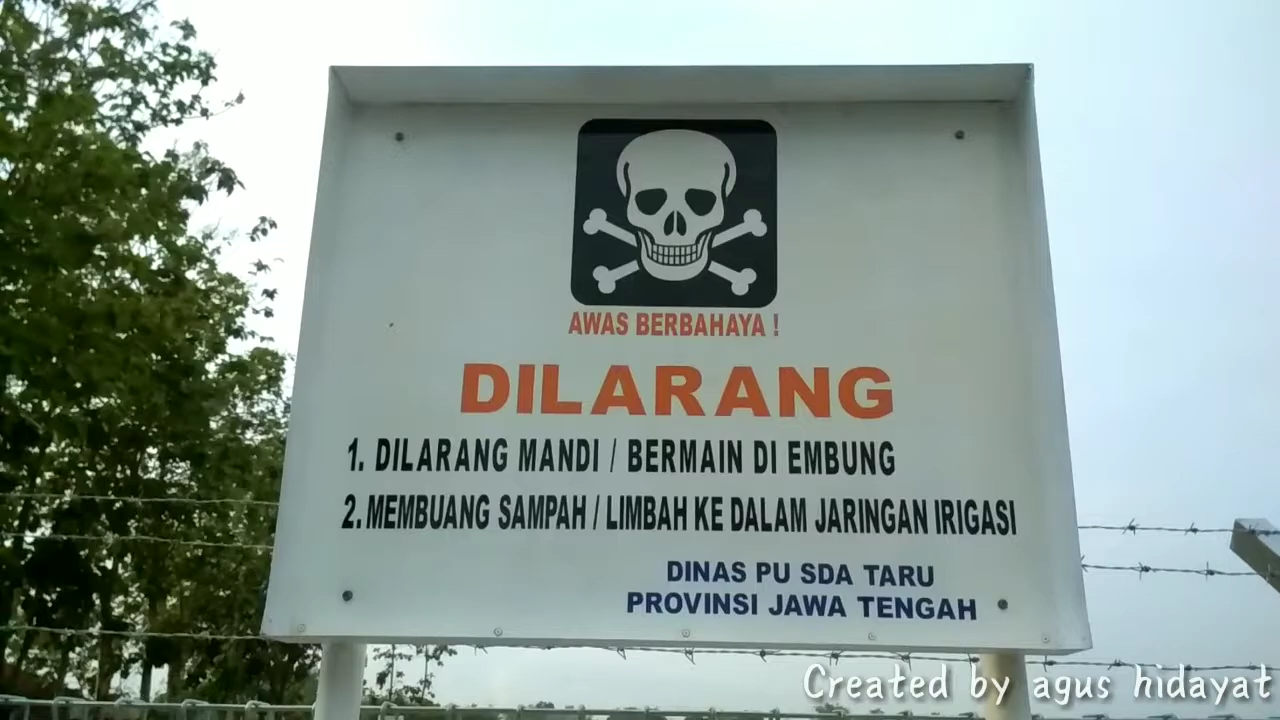 AWAS BERBAHAYA !
DILARANG
1. DILARANG MANDI / BERMAIN DI EMBUNG
2. MEMBUANG SAMPAH / LIMBAH KE DALAM JARINGAN IRIGASI
DINAS PU SDA TARU
PROVINSI JAWA TENGAH
Created by agus hidayat